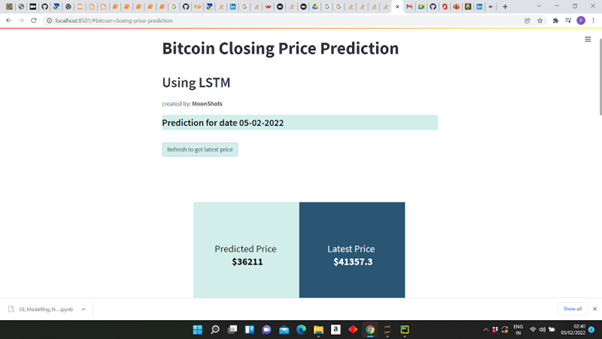 localhost:8501/#bitcoin-closing-price-prediction
Bitcoin Closing Price Prediction
Using LSTM
created by: MoonShots
Prediction for date 05-02-2022
Refresh to get latest price
Predicted Price
$36211
Latest Price
$41357.3
05_Modelling_N....ipynb
Show all
ENG
IN
02:40
05/02/2022